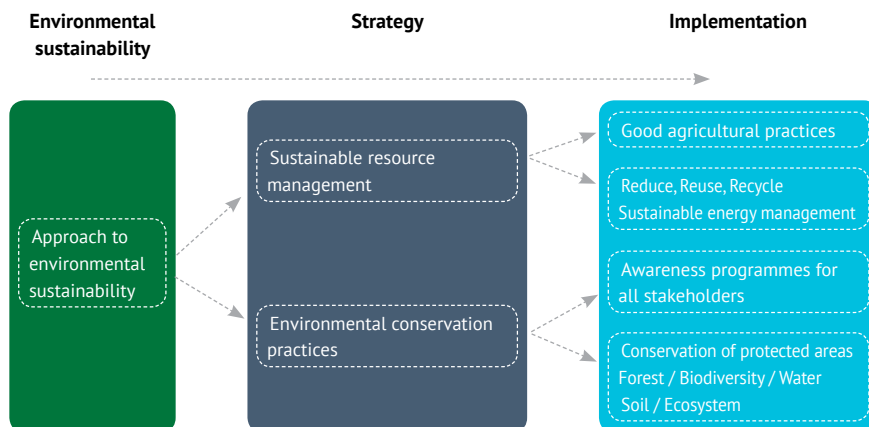 Environmental
sustainability
Strategy
Implementation
Approach to
environmental
sustainability
Sustainable resource
management
Environmental conservation
practices
Good agricultural practices
Reduce, Reuse, Recycle
Sustainable energy management
Awareness programmes for
all stakeholders
Conservation of protected areas
Forest / Biodiversity / Water
Soil / Ecosystem